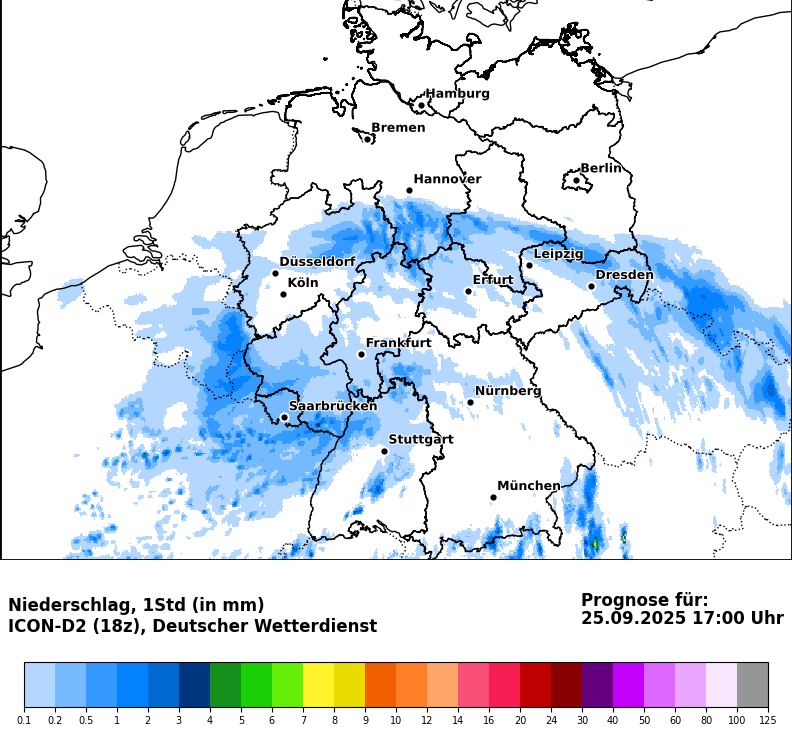 Hamburg
Bremen
Berlin
Hannover
Leipzig
Düsseldorf
Dresden
Köln
Erfurt
Frankfurt
Nürnberg
Saarbrücken
Stuttgart
München
Niederschlag, 1Std (in mm)
ICON-D2 (18z), Deutscher Wetterdienst
Prognose für:
25.09.2025 17:00 Uhr
0.1 0.2 0.5 1 2 3 4 5 6 7 8 9 10 12 14 16 20 24 30 40 50 60 80 100 125